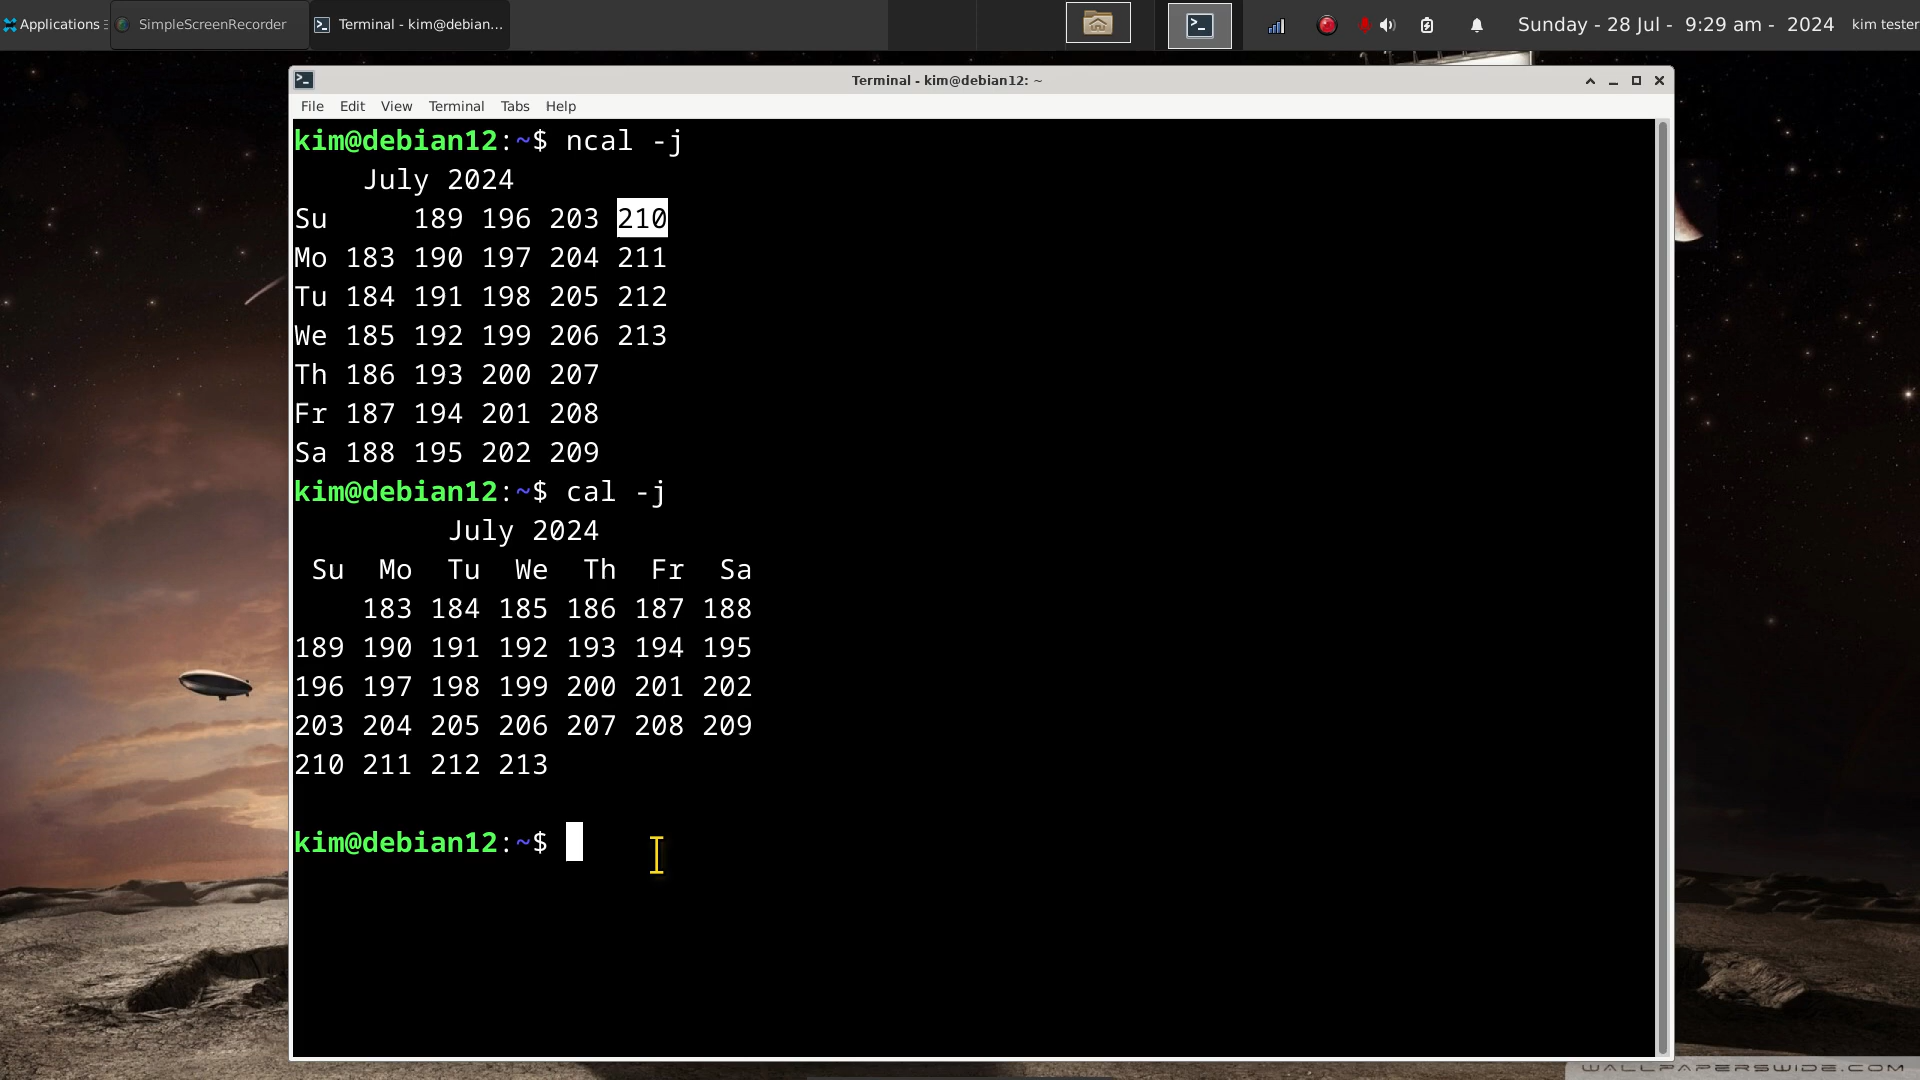 Applications
SimpleScreenRecorder
Terminal - kim@debian...
Sunday - 28 Jul - 9:29 am - 2024
kim tester
Terminal - kim@debian12: ~
File Edit View Terminal Tabs Help
kim@debian12:~$ ncal -j
    July 2024
Su     189 196 203 210
Mo 183 190 197 204 211
Tu 184 191 198 205 212
We 185 192 199 206 213
Th 186 193 200 207
Fr 187 194 201 208
Sa 188 195 202 209
kim@debian12:~$ cal -j
         July 2024
 Su  Mo  Tu  We  Th  Fr  Sa
    183 184 185 186 187 188
189 190 191 192 193 194 195
196 197 198 199 200 201 202
203 204 205 206 207 208 209
210 211 212 213
kim@debian12:~$
WALLPAPERSWIDE.COM